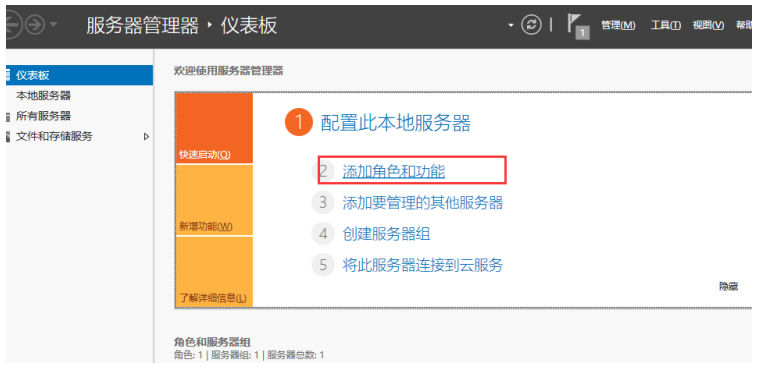 服务器管理器 · 仪表板
1
管理(M) 工具(T) 视图(V) 帮助
仪表板
本地服务器
所有服务器
文件和存储服务
欢迎使用服务器管理器
1 配置此本地服务器
快速启动(Q)
2 添加角色和功能
3 添加要管理的其他服务器
新增功能(W)
4 创建服务器组
5 将此服务器连接到云服务
了解详细信息(L)
隐藏
角色和服务器组
角色: 1 | 服务器组: 1 | 服务器总数: 1